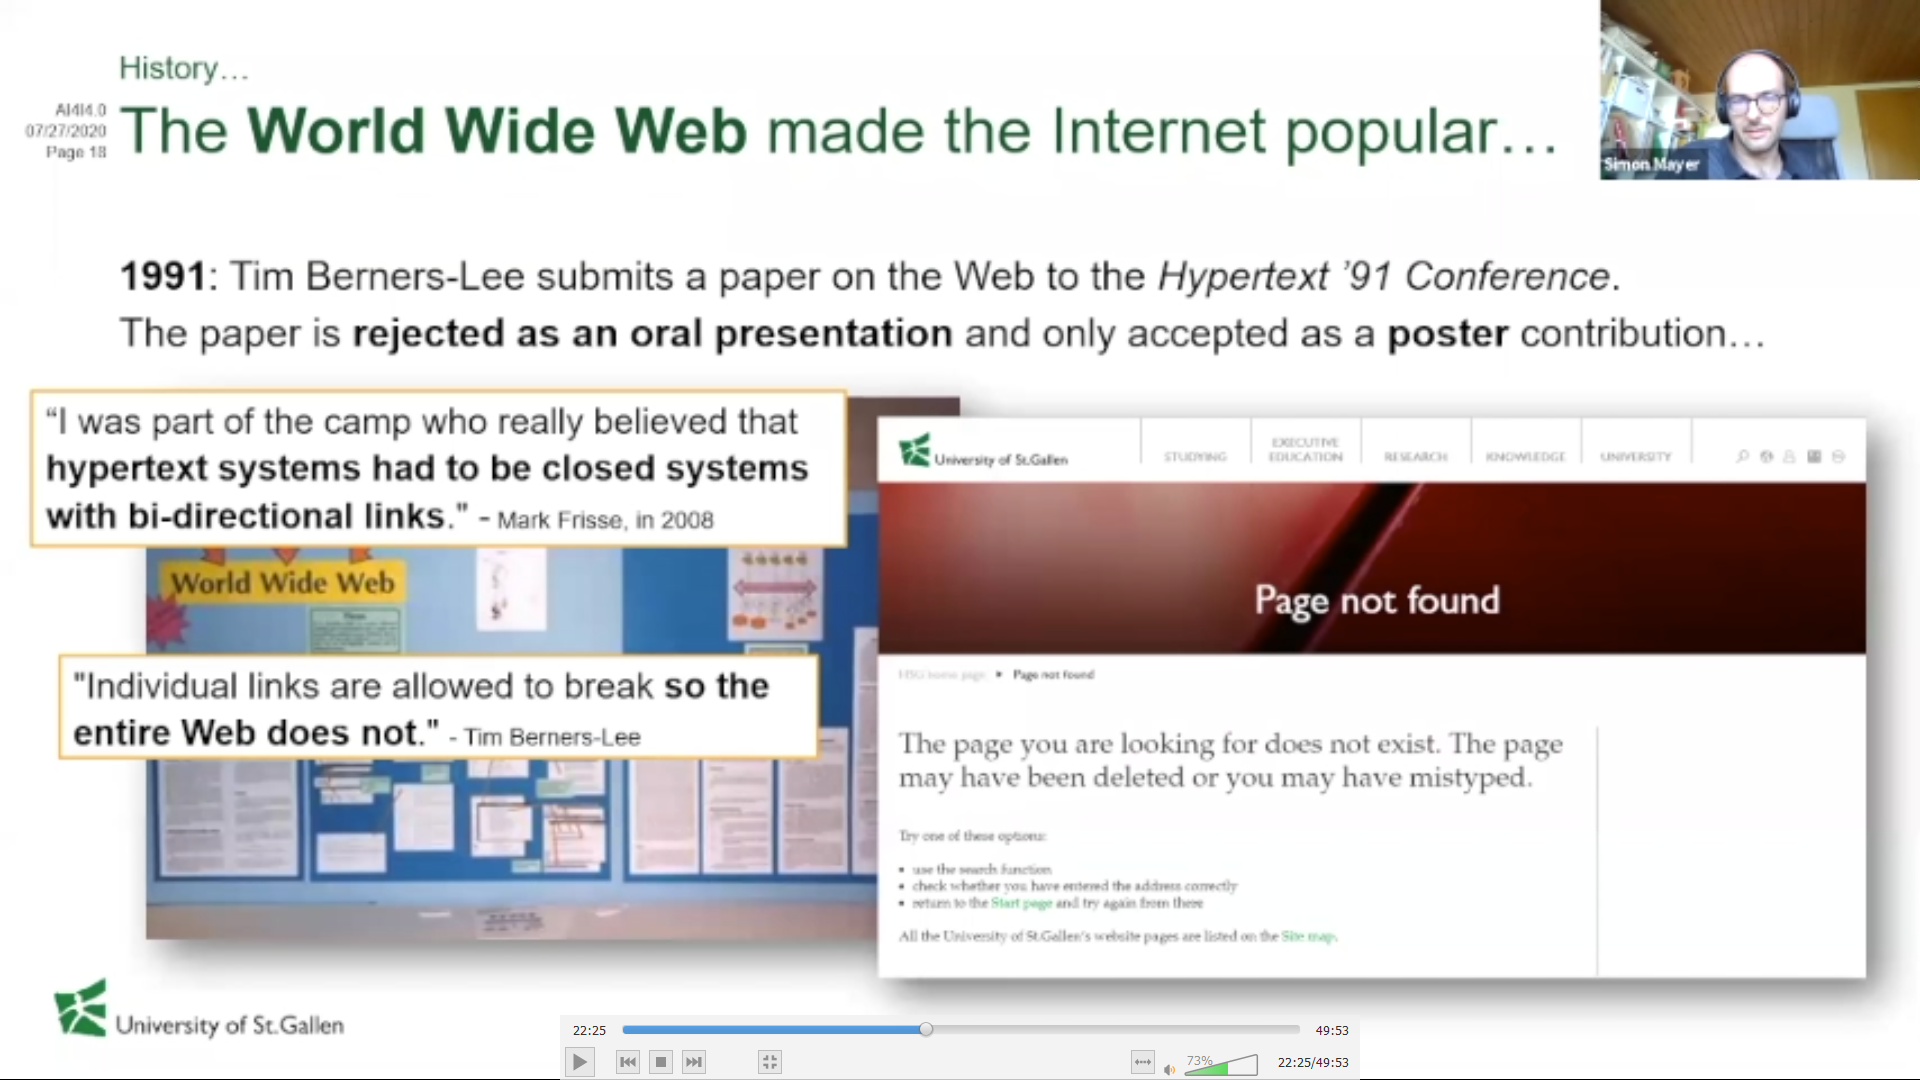 History…
AI4I4.0
07/27/2020
Page 18
The World Wide Web made the Internet popular…
Simon Mayer
1991: Tim Berners-Lee submits a paper on the Web to the Hypertext ’91 Conference.
The paper is rejected as an oral presentation and only accepted as a poster contribution…
“I was part of the camp who really believed that
hypertext systems had to be closed systems
with bi-directional links." - Mark Frisse, in 2008
World Wide Web
"Individual links are allowed to break so the
entire Web does not." - Tim Berners-Lee
University of St.Gallen
STUDYING
EXECUTIVE
EDUCATION
RESEARCH
KNOWLEDGE
UNIVERSITY
Page not found
HSG home page ▸ Page not found
The page you are looking for does not exist. The page
may have been deleted or you may have mistyped.
Try one of these options:
• use the search function
• check whether you have entered the address correctly
• return to the Start page and try again from there
All the University of St.Gallen's website pages are listed on the Site map.
University of St.Gallen
22:25
49:53
73%
22:25/49:53